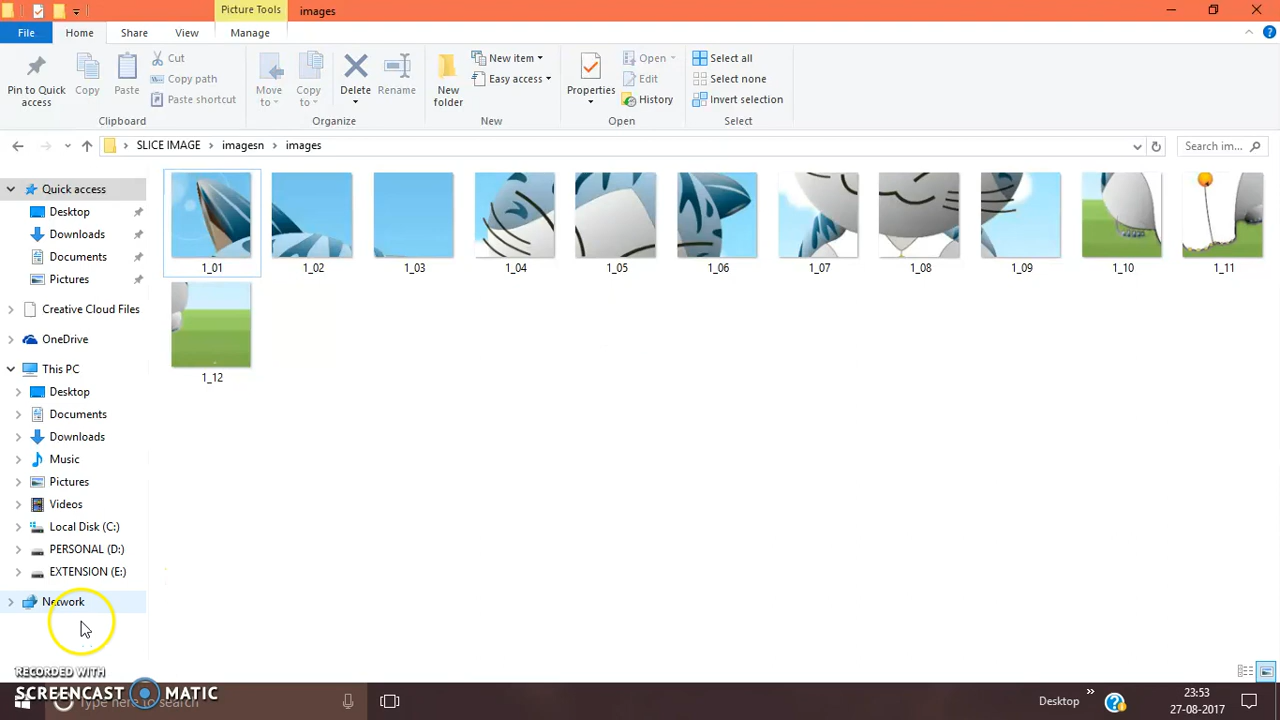 Picture Tools images
File Home Share View Manage
Pin to Quick access
Copy
Paste
Cut
Copy path
Paste shortcut
Clipboard
Move to
Copy to
Delete
Rename
Organize
New folder
New item
Easy access
New
Properties
Open
Edit
History
Open
Select all
Select none
Invert selection
Select
SLICE IMAGE imagesn images
Search im...
Quick access
Desktop
Downloads
Documents
Pictures
Creative Cloud Files
OneDrive
This PC
Desktop
Documents
Downloads
Music
Pictures
Videos
Local Disk (C:)
PERSONAL (D:)
EXTENSION (E:)
Network
1_01 1_02 1_03 1_04 1_05 1_06 1_07 1_08 1_09 1_10 1_11
1_12
RECORDED WITH
SCREENCAST MATIC
Type here to search
Desktop
23:53
27-08-2017